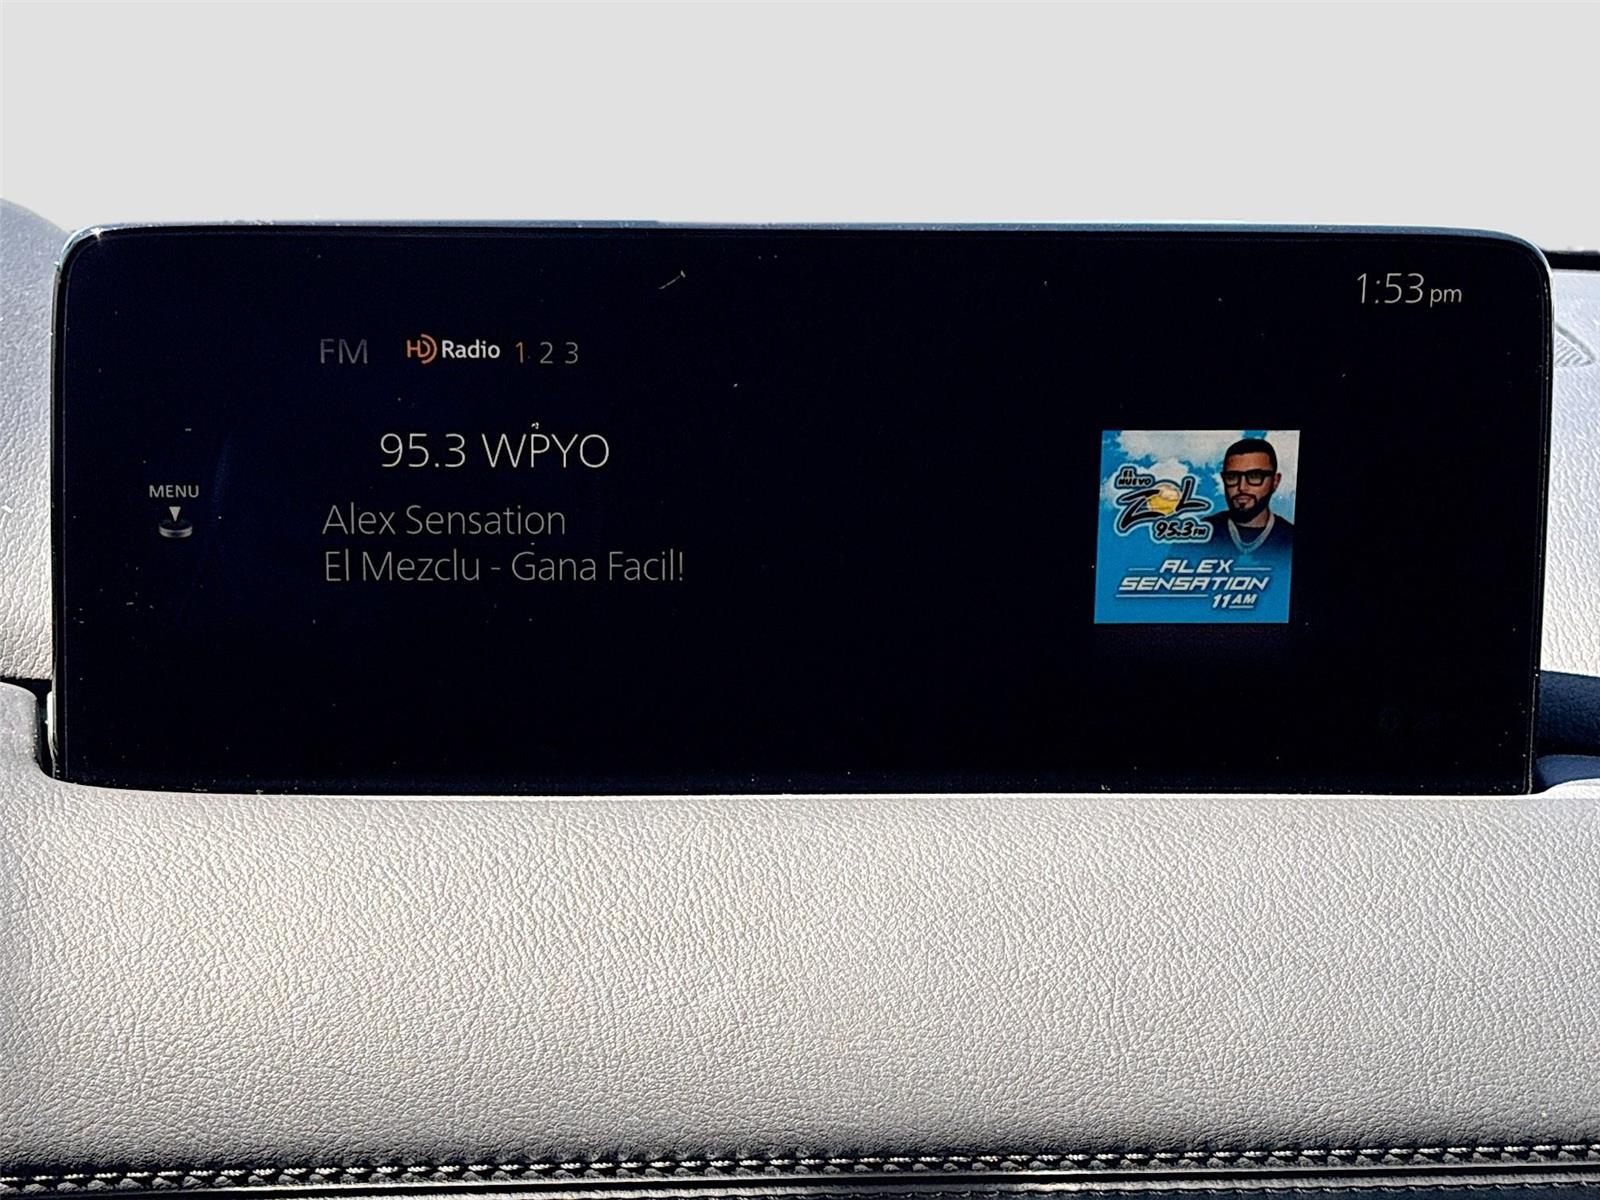 1:53 pm
FM HD Radio 1 2 3
95.3 WPYO
MENU
Alex Sensation
El Mezclu - Gana Facil!
EL
NUEVO
ZOL
95.3 FM
ALEX
SENSATION
11AM